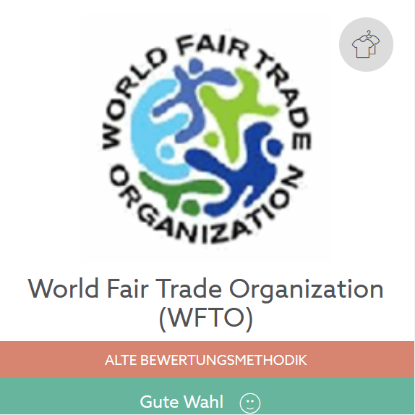 WORLD FAIR TRADE
ORGANIZATION
World Fair Trade Organization
(WFTO)
ALTE BEWERTUNGSMETHODIK
Gute Wahl